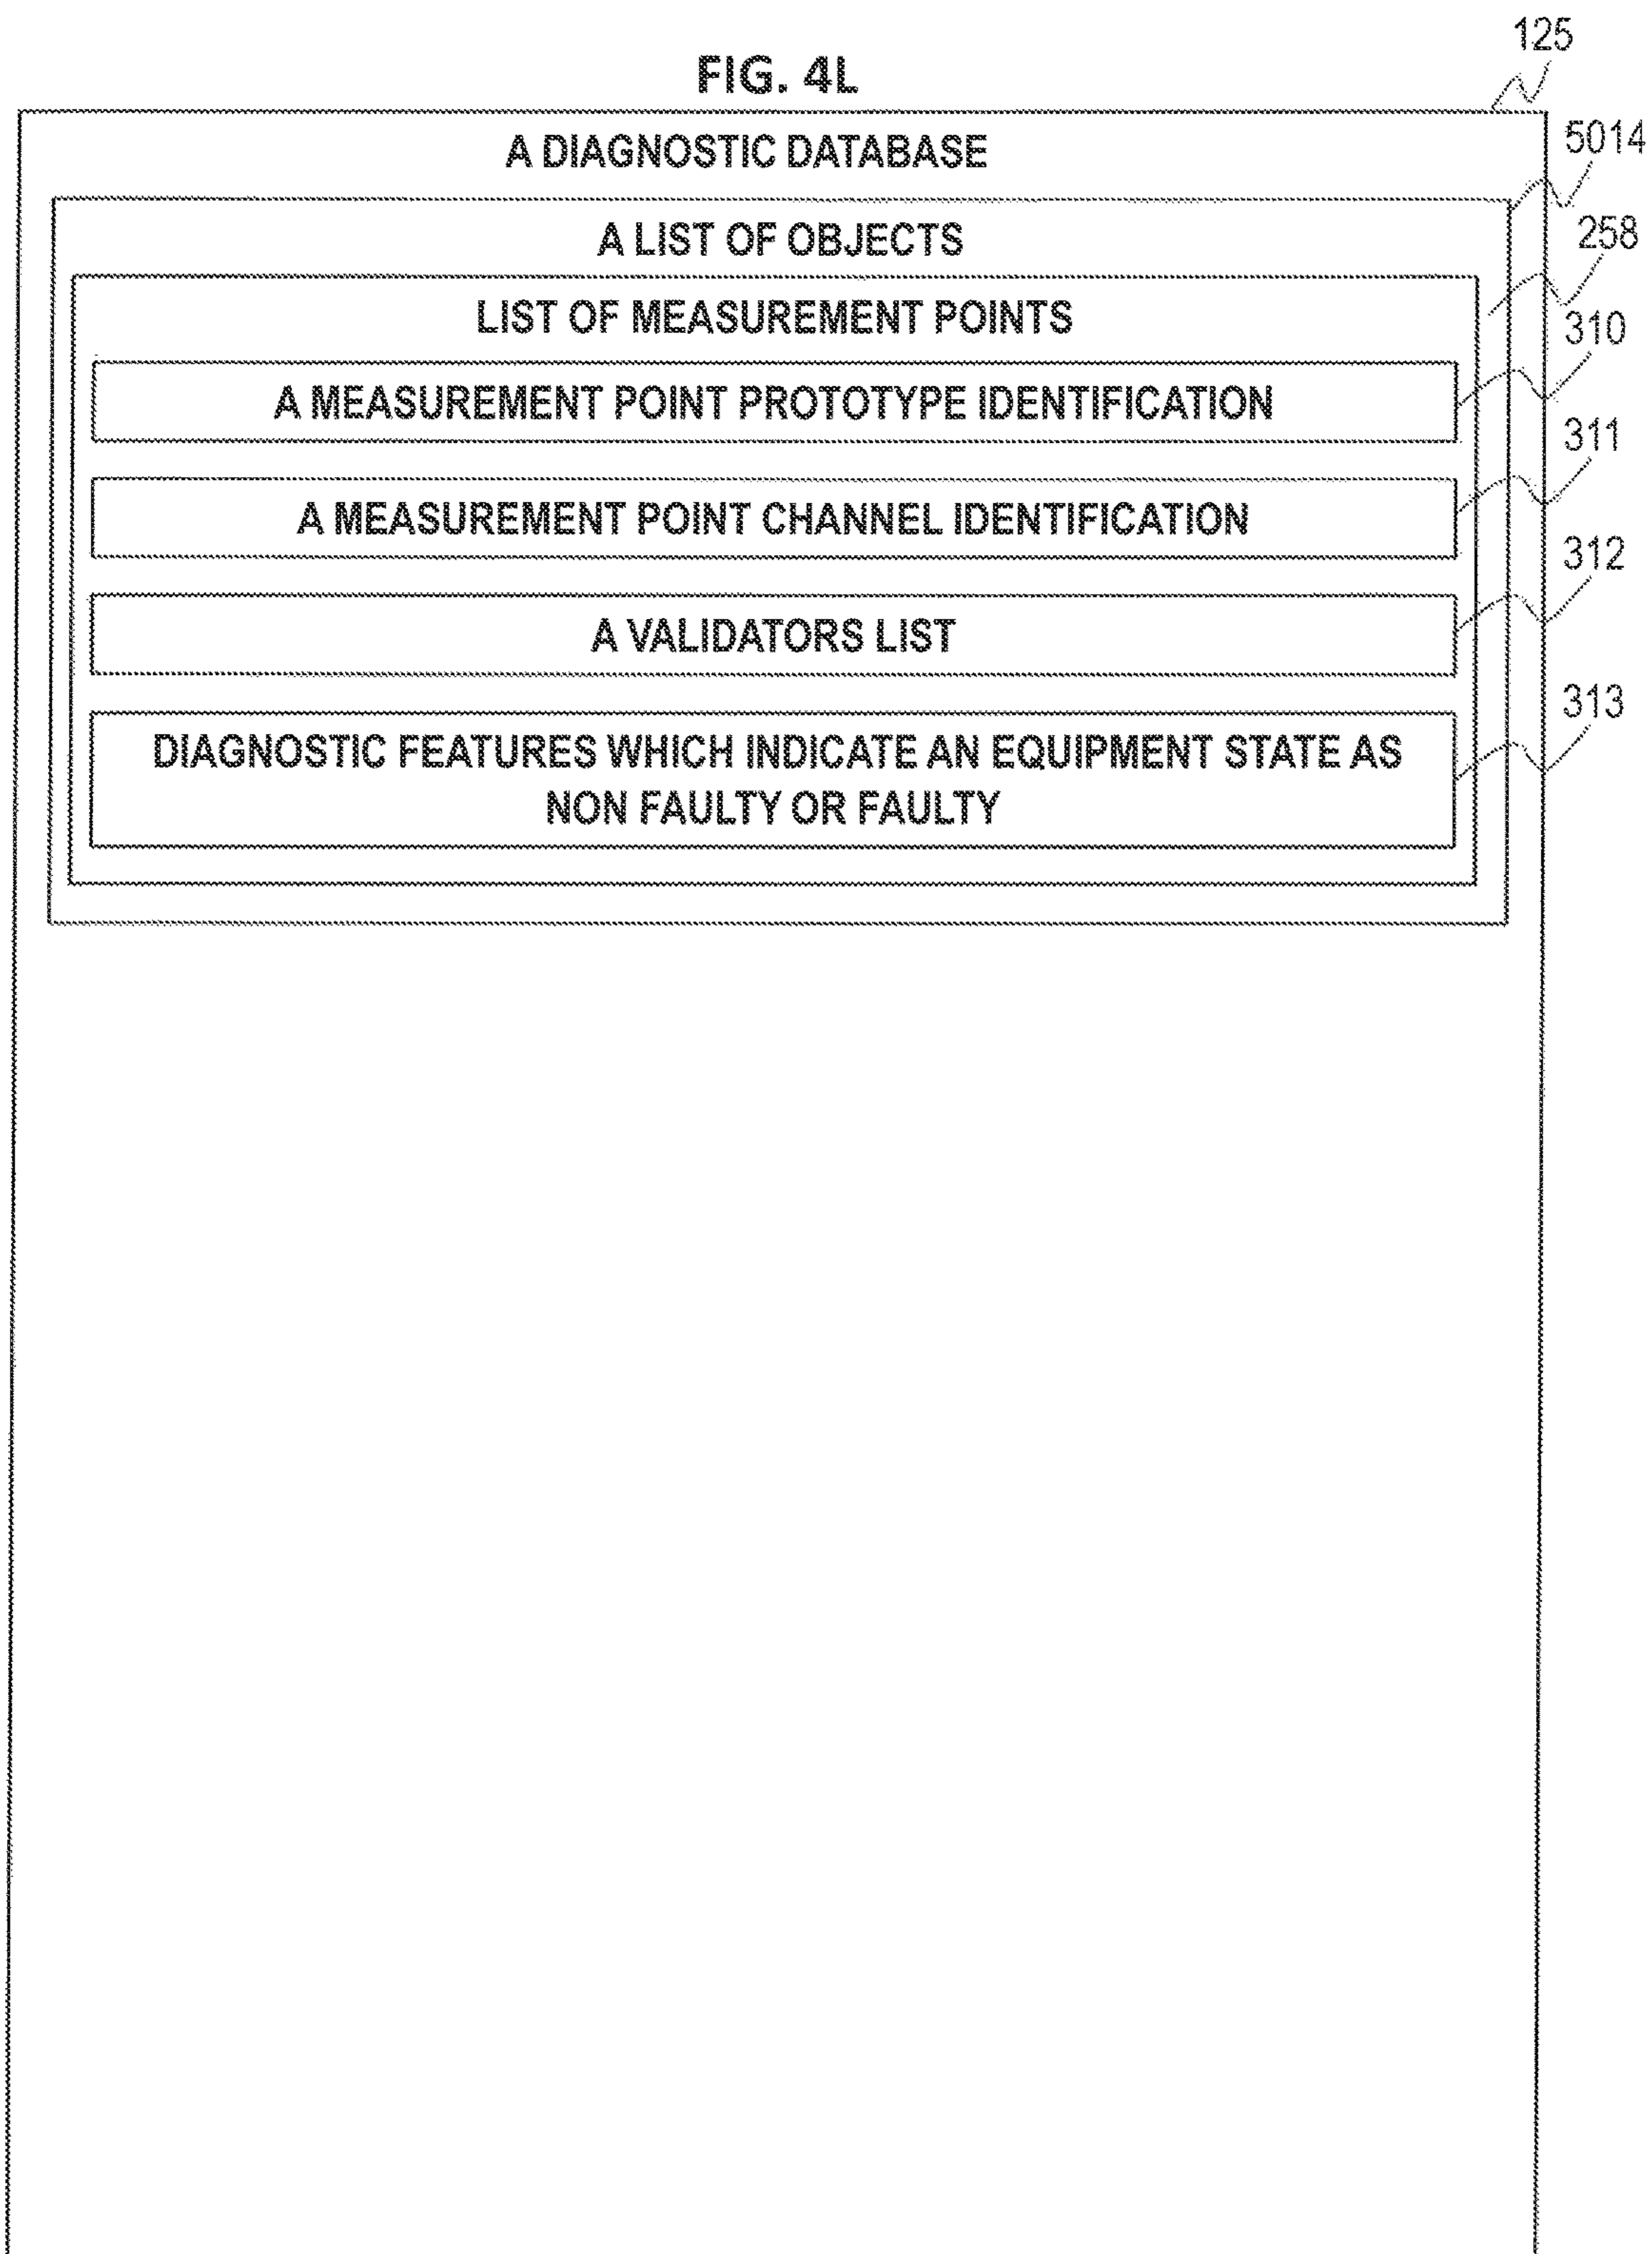 125
FIG. 4L
A DIAGNOSTIC DATABASE
5014
A LIST OF OBJECTS
258
LIST OF MEASUREMENT POINTS
310
A MEASUREMENT POINT PROTOTYPE IDENTIFICATION
311
A MEASUREMENT POINT CHANNEL IDENTIFICATION
312
A VALIDATORS LIST
313
DIAGNOSTIC FEATURES WHICH INDICATE AN EQUIPMENT STATE AS
NON FAULTY OR FAULTY